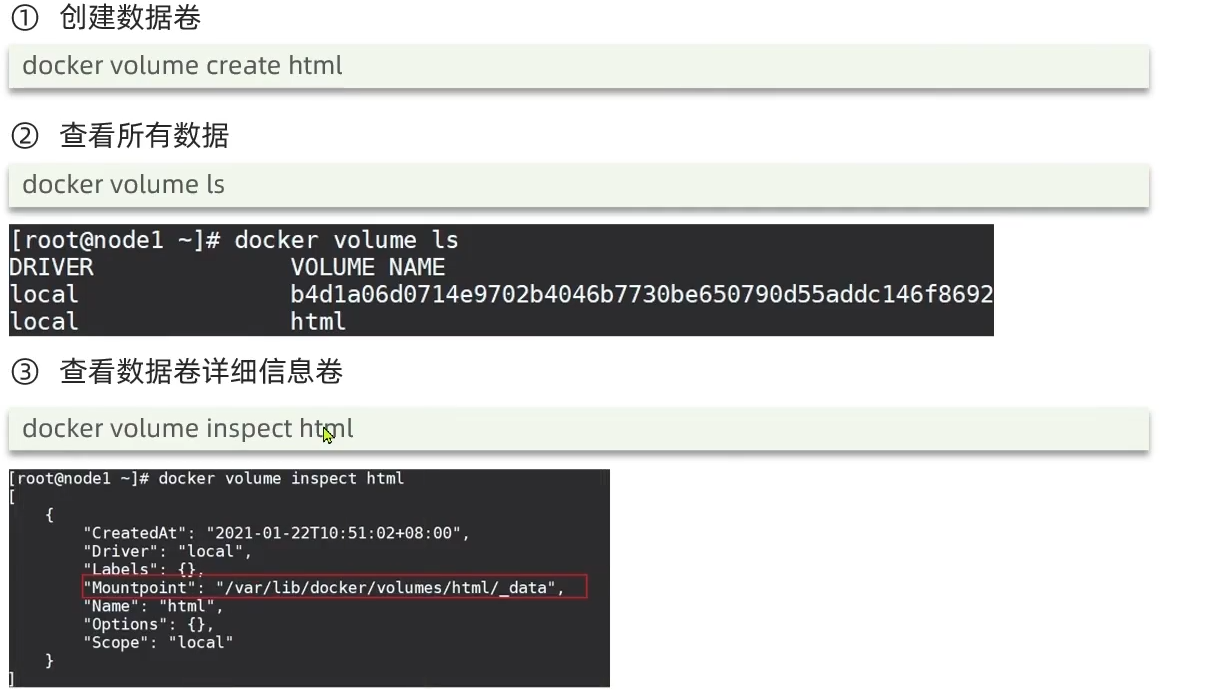 ① 创建数据卷
docker volume create html
② 查看所有数据
docker volume ls
[root@node1 ~]# docker volume ls
DRIVER VOLUME NAME
local b4d1a06d0714e9702b4046b7730be650790d55addc146f8692
local html
③ 查看数据卷详细信息卷
docker volume inspect html
[root@node1 ~]# docker volume inspect html
[
{
"CreatedAt": "2021-01-22T10:51:02+08:00",
"Driver": "local",
"Labels": {},
"Mountpoint": "/var/lib/docker/volumes/html/_data",
"Name": "html",
"Options": {},
"Scope": "local"
}
]